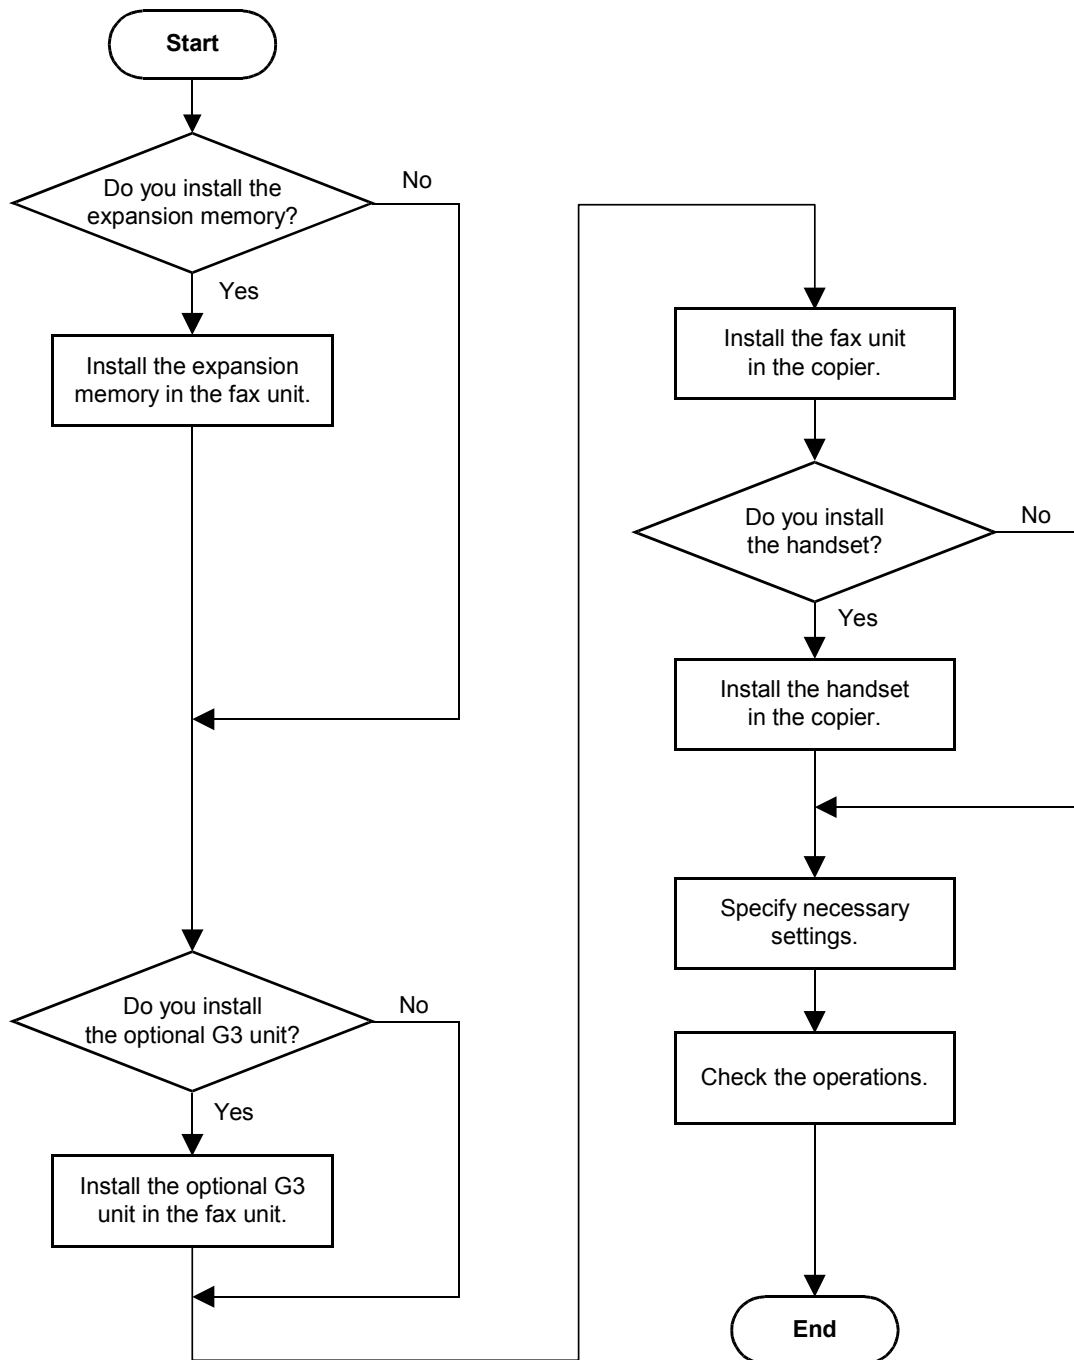 Start
Do you install the
expansion memory?
No
Yes
Install the expansion
memory in the fax unit.
Do you install
the optional G3 unit?
No
Yes
Install the optional G3
unit in the fax unit.
Install the fax unit
in the copier.
Do you install
the handset?
No
Yes
Install the handset
in the copier.
Specify necessary
settings.
Check the operations.
End